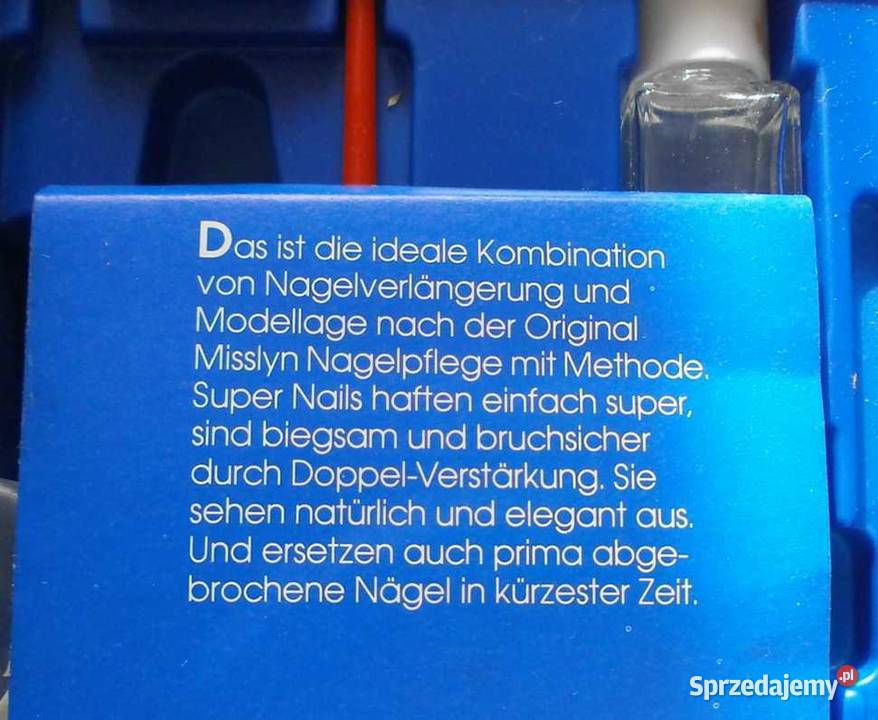 Das ist die ideale Kombination
von Nagelverlängerung und
Modellage nach der Original
Misslyn Nagelpflege mit Methode.
Super Nails haften einfach super,
sind biegsam und bruchsicher
durch Doppel-Verstärkung. Sie
sehen natürlich und elegant aus.
Und ersetzen auch prima abge-
brochene Nägel in kürzester Zeit.
Sprzedajemy.pl